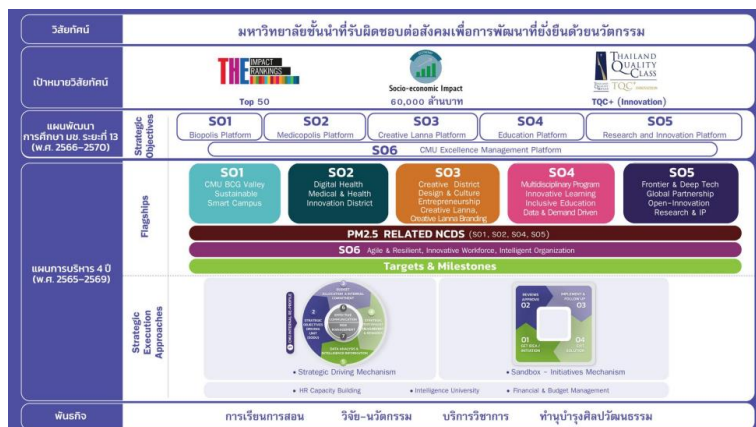 วิสัยทัศน์
มหาวิทยาลัยชั้นนำที่รับผิดชอบต่อสังคมเพื่อการพัฒนาที่ยั่งยืนด้วยนวัตกรรม
เป้าหมายวิสัยทัศน์
THE IMPACT RANKINGS
Top 50
Socio-economic Impact
60,000 ล้านบาท
THAILAND QUALITY CLASS
TQC+
TQC+ (Innovation)
แผนพัฒนา
การศึกษา มช. ระยะที่ 13
(พ.ศ. 2566-2570)
Strategic Objectives
SO1
Biopolis Platform
SO2
Medicopolis Platform
SO3
Creative Lanna Platform
SO4
Education Platform
SO5
Research and Innovation Platform
SO6 CMU Excellence Management Platform
แผนการบริหาร 4 ปี
(พ.ศ. 2565-2569)
Flagships
SO1
CMU BCG Valley
Sustainable
Smart Campus
SO2
Digital Health
Medical & Health
Innovation District
SO3
Creative District
Design & Culture
Entrepreneurship
Creative Lanna,
Creative Lanna Branding
SO4
Multidisciplinary Program
Innovative Learning
Inclusive Education
Data & Demand Driven
SO5
Frontier & Deep Tech
Global Partnership
Open-Innovation
Research & IP
PM2.5 RELATED NCDS (SO1, SO2, SO4, SO5)
SO6 Agile & Resilient, Innovative Workforce, Intelligent Organization
Targets & Milestones
Strategic Execution Approaches
02
03
01
04
• Strategic Driving Mechanism
• Sandbox - Initiatives Mechanism
• HR Capacity Building
• Intelligence University
• Financial & Budget Management
พันธกิจ
การเรียนการสอน
วิจัย-นวัตกรรม
บริการวิชาการ
ทำนุบำรุงศิลปวัฒนธรรม